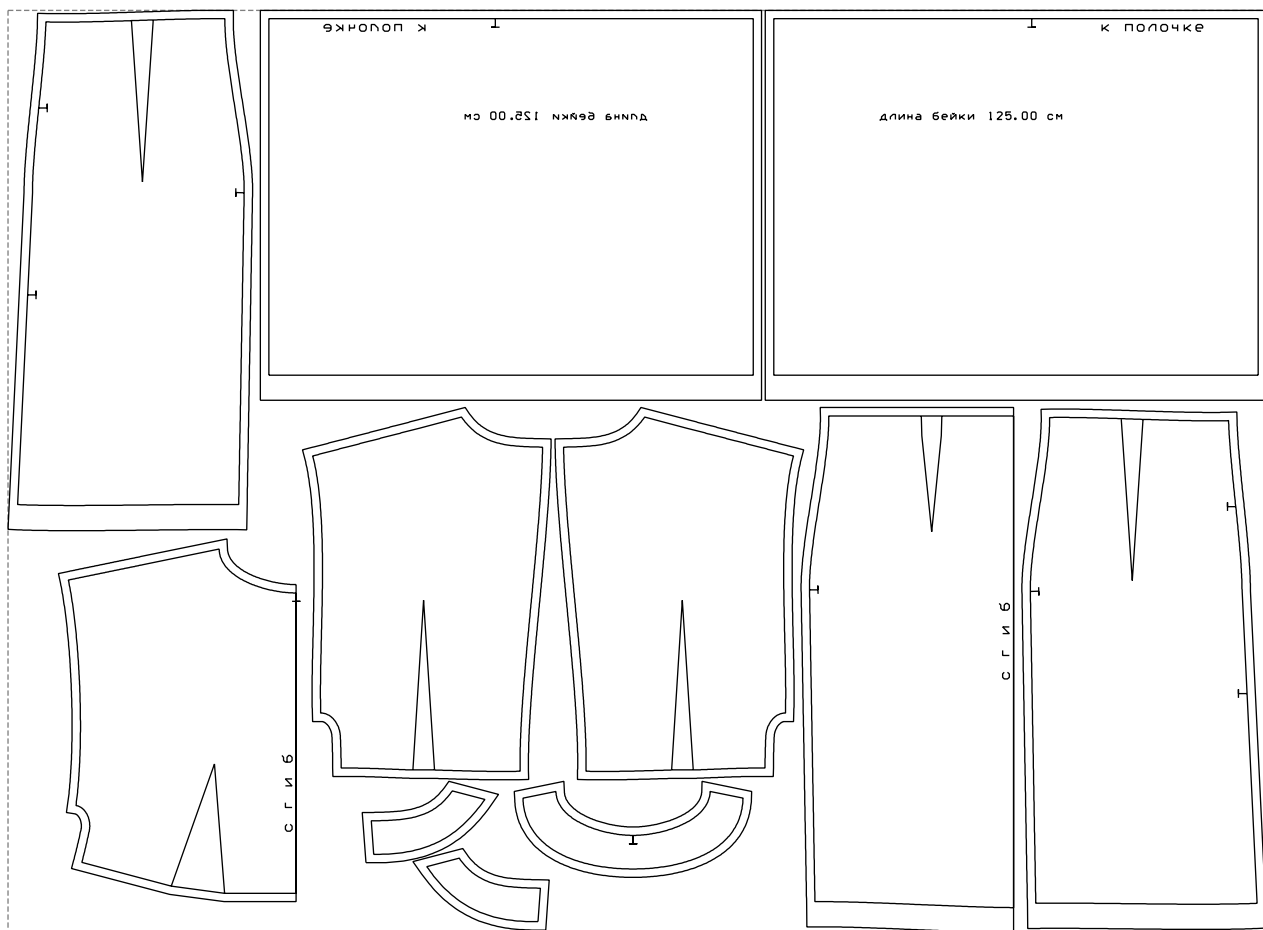 к полочке
к полочке
длина бейки 125.00 см
длина бейки 125.00 см
сгиб
сгиб